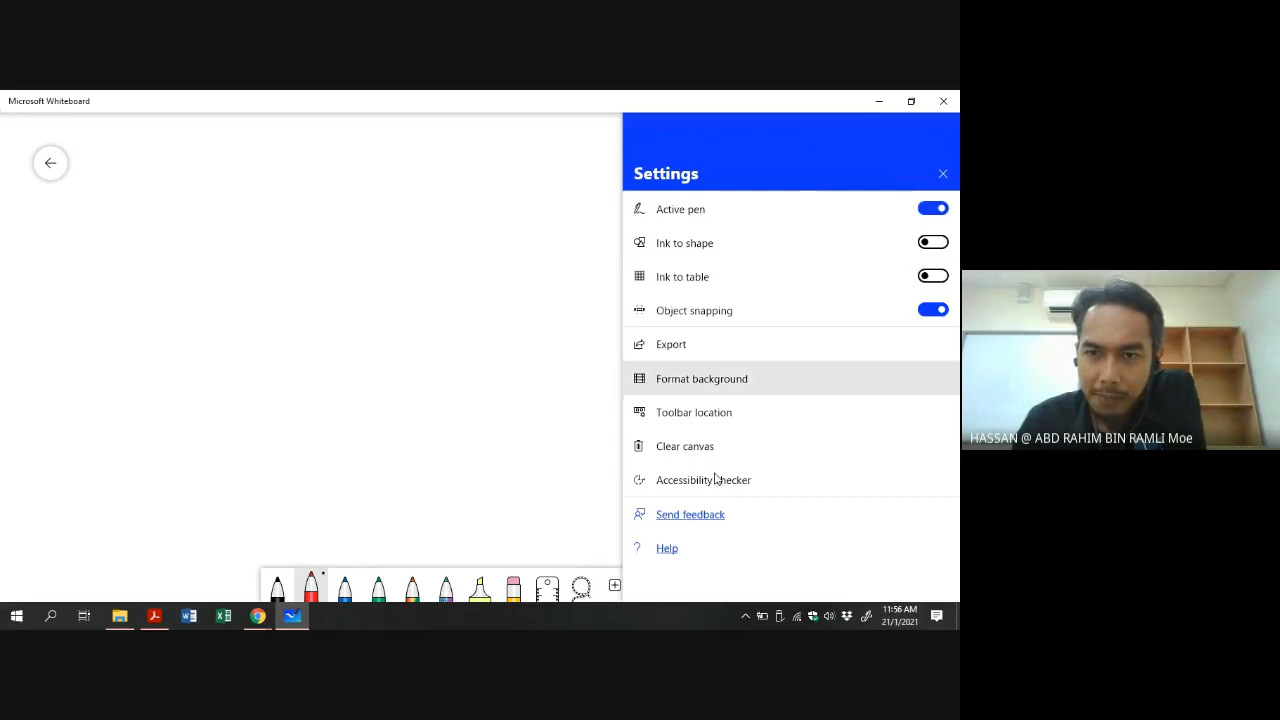 Microsoft Whiteboard
Settings
Active pen
Ink to shape
Ink to table
Object snapping
Export
Format background
Toolbar location
Clear canvas
Accessibility checker
Send feedback
? Help
11:56 AM
21/1/2021
HASSAN @ ABD RAHIM BIN RAMLI Moe